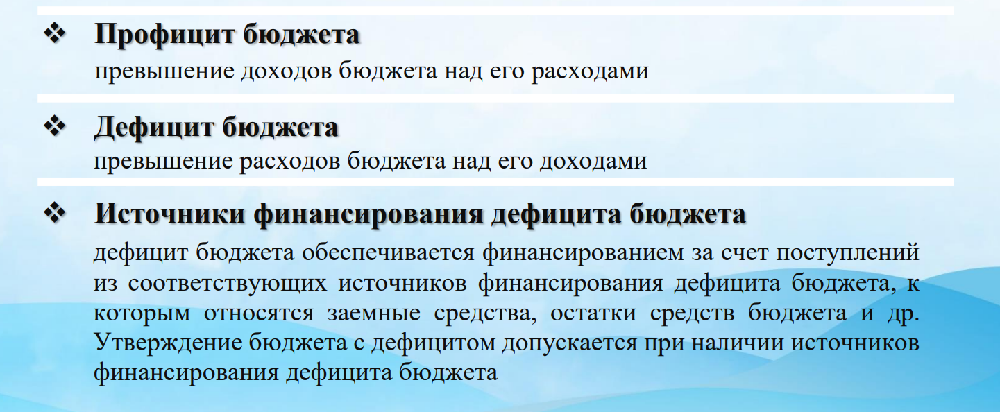 ❖ Профицит бюджета
превышение доходов бюджета над его расходами
❖ Дефицит бюджета
превышение расходов бюджета над его доходами
❖ Источники финансирования дефицита бюджета
дефицит бюджета обеспечивается финансированием за счет поступлений
из соответствующих источников финансирования дефицита бюджета, к
которым относятся заемные средства, остатки средств бюджета и др.
Утверждение бюджета с дефицитом допускается при наличии источников
финансирования дефицита бюджета